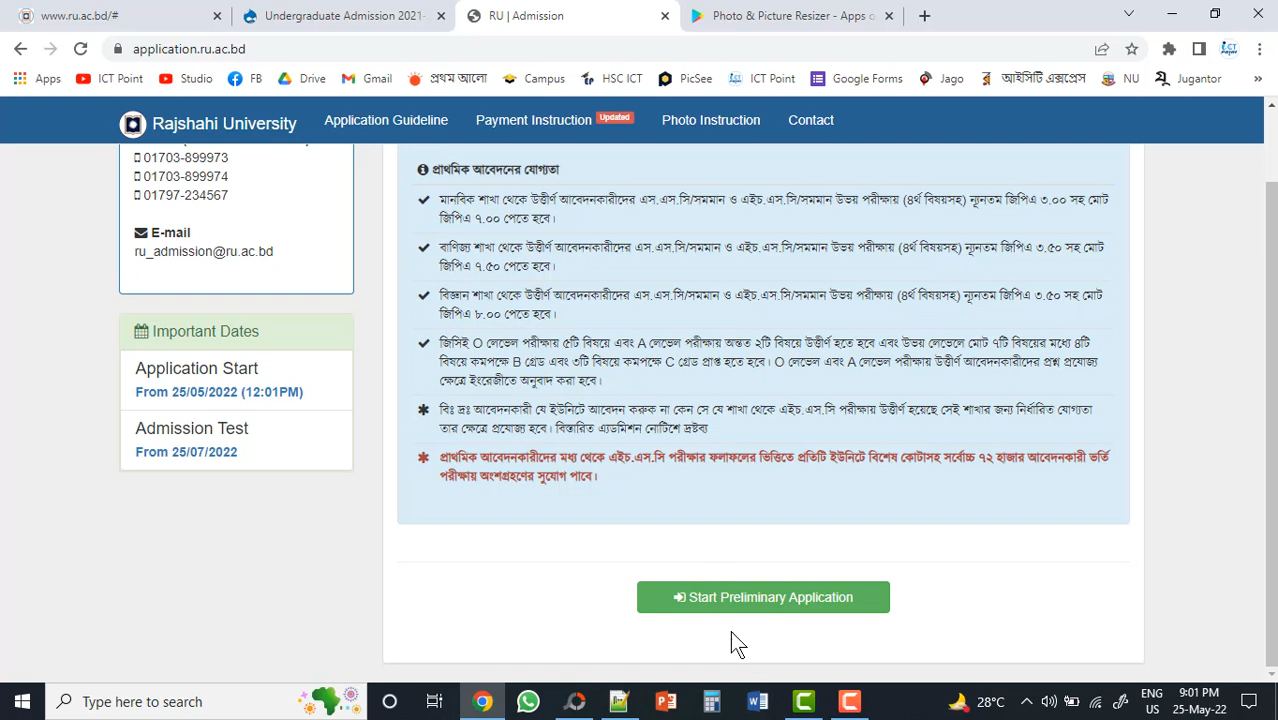 www.ru.ac.bd/#
Undergraduate Admission 2021-
RU | Admission
Photo & Picture Resizer - Apps o
application.ru.ac.bd
Apps
ICT Point
Studio
FB
Drive
Gmail
প্রথম আলো
Campus
HSC ICT
PicSee
ICT Point
Google Forms
Jago
আইসিটি এক্সপ্রেস
NU
Jugantor
Rajshahi University
Application Guideline
Payment Instruction Updated
Photo Instruction
Contact
01703-899973
01703-899974
01797-234567
E-mail
ru_admission@ru.ac.bd
Important Dates
Application Start
From 25/05/2022 (12:01PM)
Admission Test
From 25/07/2022
প্রাথমিক আবেদনের যোগ্যতা
মানবিক শাখা থেকে উত্তীর্ণ আবেদনকারীদের এস.এস.সি/সমমান ও এইচ.এস.সি/সমমান উভয় পরীক্ষায় (৪র্থ বিষয়সহ) ন্যূনতম জিপিএ ৩.০০ সহ মোট
জিপিএ ৭.০০ পেতে হবে।
বাণিজ্য শাখা থেকে উত্তীর্ণ আবেদনকারীদের এস.এস.সি/সমমান ও এইচ.এস.সি/সমমান উভয় পরীক্ষায় (৪র্থ বিষয়সহ) ন্যূনতম জিপিএ ৩.৫০ সহ মোট
জিপিএ ৭.৫০ পেতে হবে।
বিজ্ঞান শাখা থেকে উত্তীর্ণ আবেদনকারীদের এস.এস.সি/সমমান ও এইচ.এস.সি/সমমান উভয় পরীক্ষায় (৪র্থ বিষয়সহ) ন্যূনতম জিপিএ ৩.৫০ সহ মোট
জিপিএ ৮.০০ পেতে হবে।
জিসিই O লেভেল পরীক্ষায় ৫টি বিষয়ে এবং A লেভেল পরীক্ষায় অন্তত ২টি বিষয়ে উত্তীর্ণ হতে হবে এবং উভয় লেভেলে মোট ৭টি বিষয়ের মধ্যে ৪টি
বিষয়ে কমপক্ষে B গ্রেড এবং ৩টি বিষয়ে কমপক্ষে C গ্রেড প্রাপ্ত হতে হবে। O লেভেল এবং A লেভেল পরীক্ষায় উত্তীর্ণ আবেদনকারীদের প্রশ্ন প্রযোজ্য
ক্ষেত্রে ইংরেজীতে অনুবাদ করা হবে।
বিঃ দ্রঃ আবেদনকারী যে ইউনিটে আবেদন করুক না কেন সে যে শাখা থেকে এইচ.এস.সি পরীক্ষায় উত্তীর্ণ হয়েছে সেই শাখার জন্য নির্ধারিত যোগ্যতা
তার ক্ষেত্রে প্রযোজ্য হবে। বিস্তারিত এ্যডমিশন নোটিশে দ্রষ্টব্য
প্রাথমিক আবেদনকারীদের মধ্য থেকে এইচ.এস.সি পরীক্ষার ফলাফলের ভিত্তিতে প্রতিটি ইউনিটে বিশেষ কোটাসহ সর্বোচ্চ ৭২ হাজার আবেদনকারী ভর্তি
পরীক্ষায় অংশগ্রহণের সুযোগ পাবে।
Start Preliminary Application
Type here to search
28°C
ENG
US
9:01 PM
25-May-22